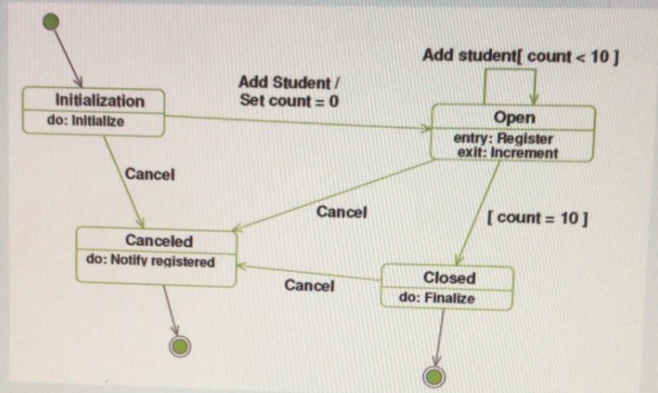 Add student[ count < 10 ]
Add Student /
Set count = 0
Initialization
do: Initialize
Open
entry: Register
exit: Increment
Cancel
Cancel
[ count = 10 ]
Canceled
do: Notify registered
Cancel
Closed
do: Finalize